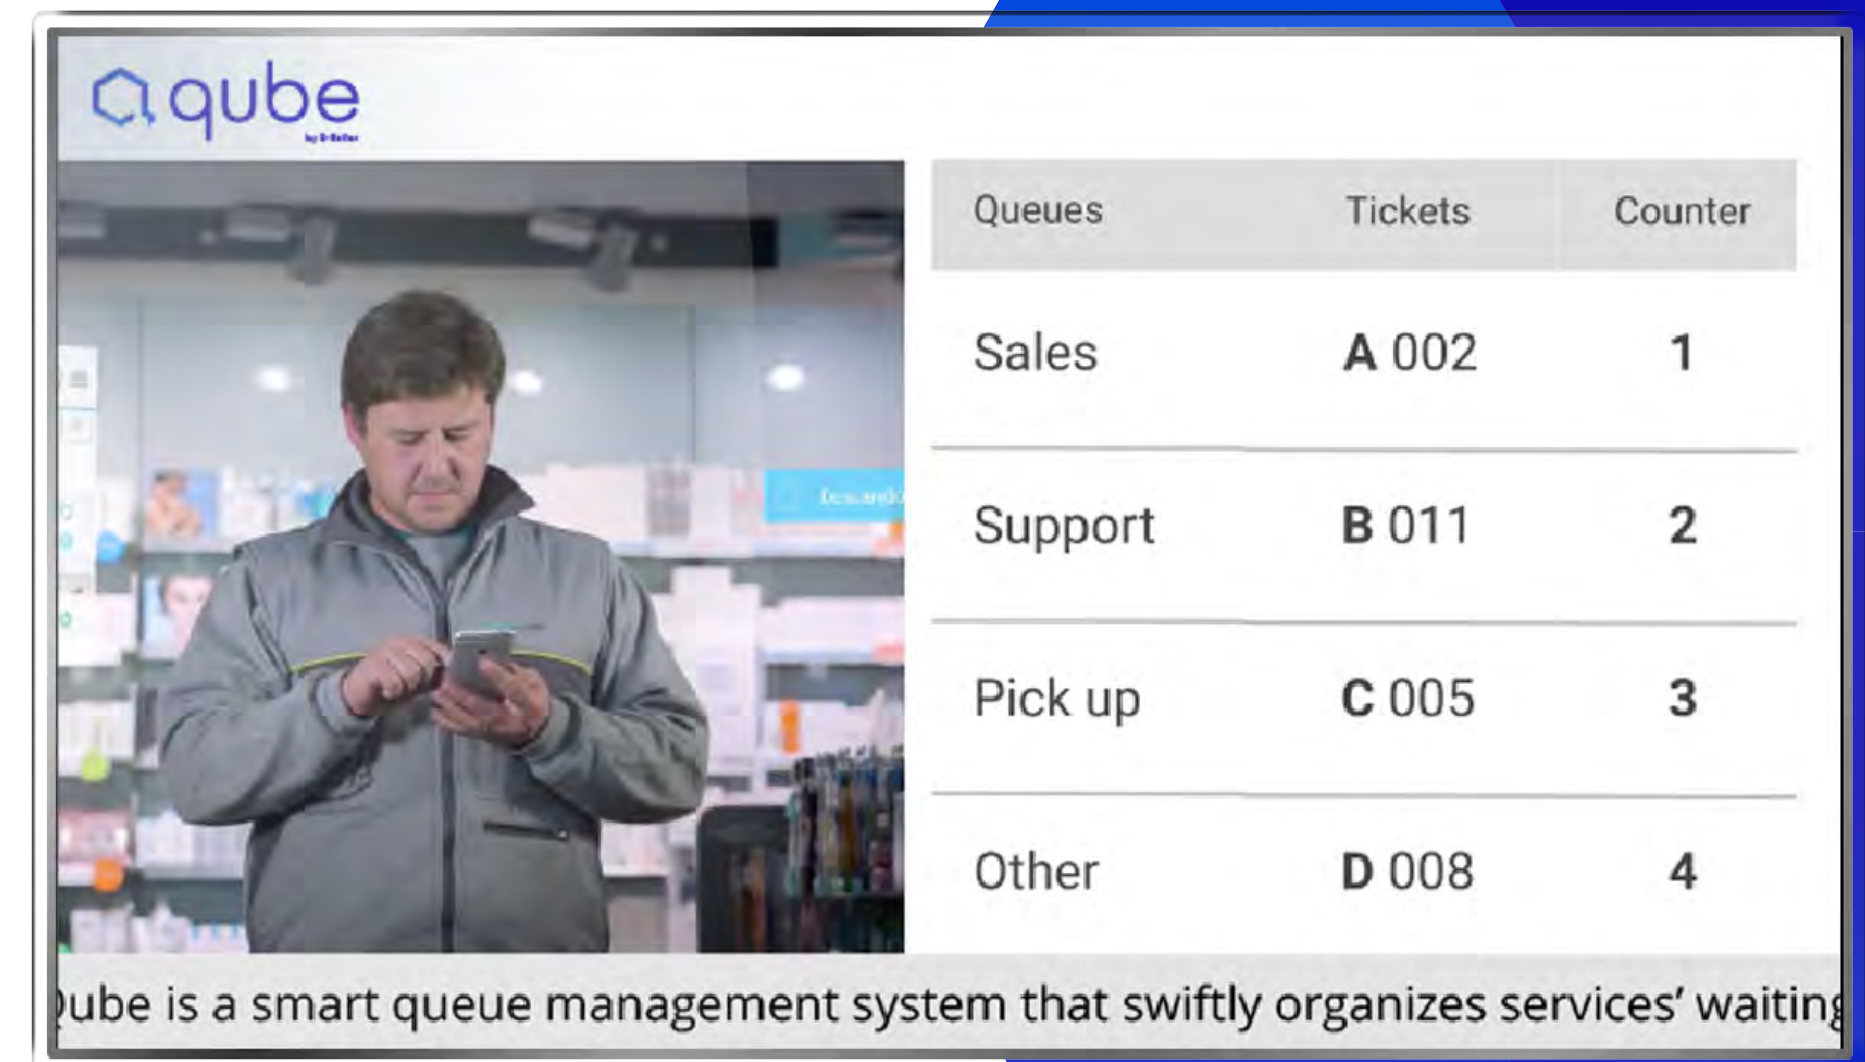 qube
Queues Tickets Counter
Sales A 002 1
Support B 011 2
Pick up C 005 3
Other D 008 4
Qube is a smart queue management system that swiftly organizes services’ waiting